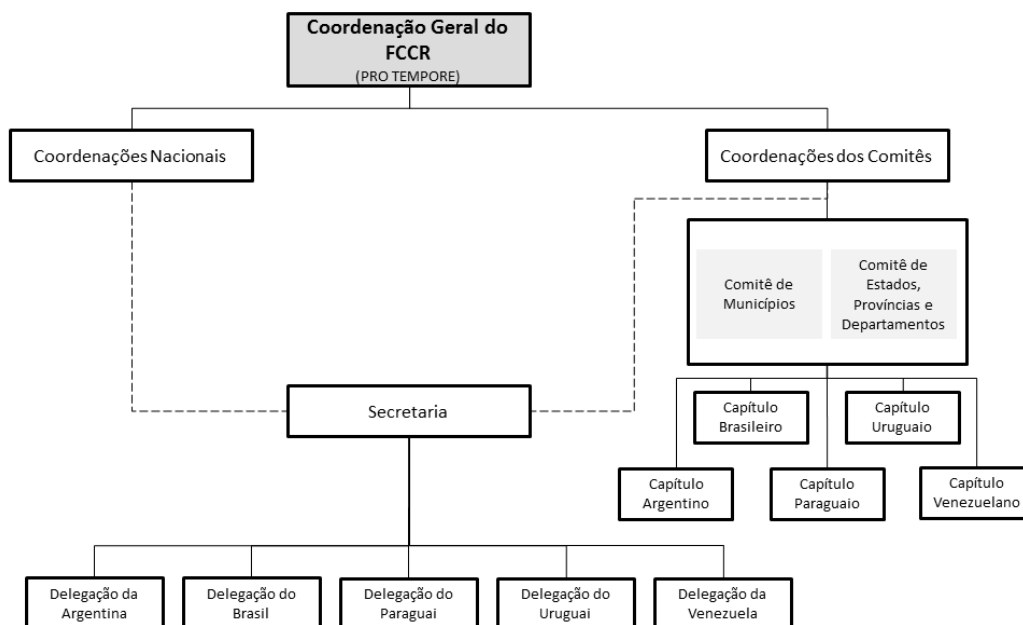 Coordenação Geral do
FCCR
(PRO TEMPORE)
Coordenações Nacionais
Coordenações dos Comitês
Comitê de
Municípios
Comitê de
Estados,
Províncias e
Departamentos
Secretaria
Capítulo
Brasileiro
Capítulo
Uruguaio
Capítulo
Argentino
Capítulo
Paraguaio
Capítulo
Venezuelano
Delegação da
Argentina
Delegação do
Brasil
Delegação do
Paraguai
Delegação do
Uruguai
Delegação da
Venezuela